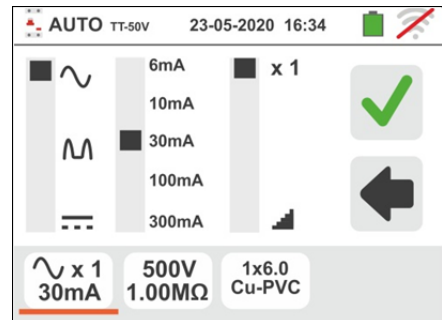 AUTO TT-50V 23-05-2020 16:34
6mA
x 1
10mA
30mA
100mA
300mA
x 1
30mA
500V
1.00MΩ
1x6.0
Cu-PVC